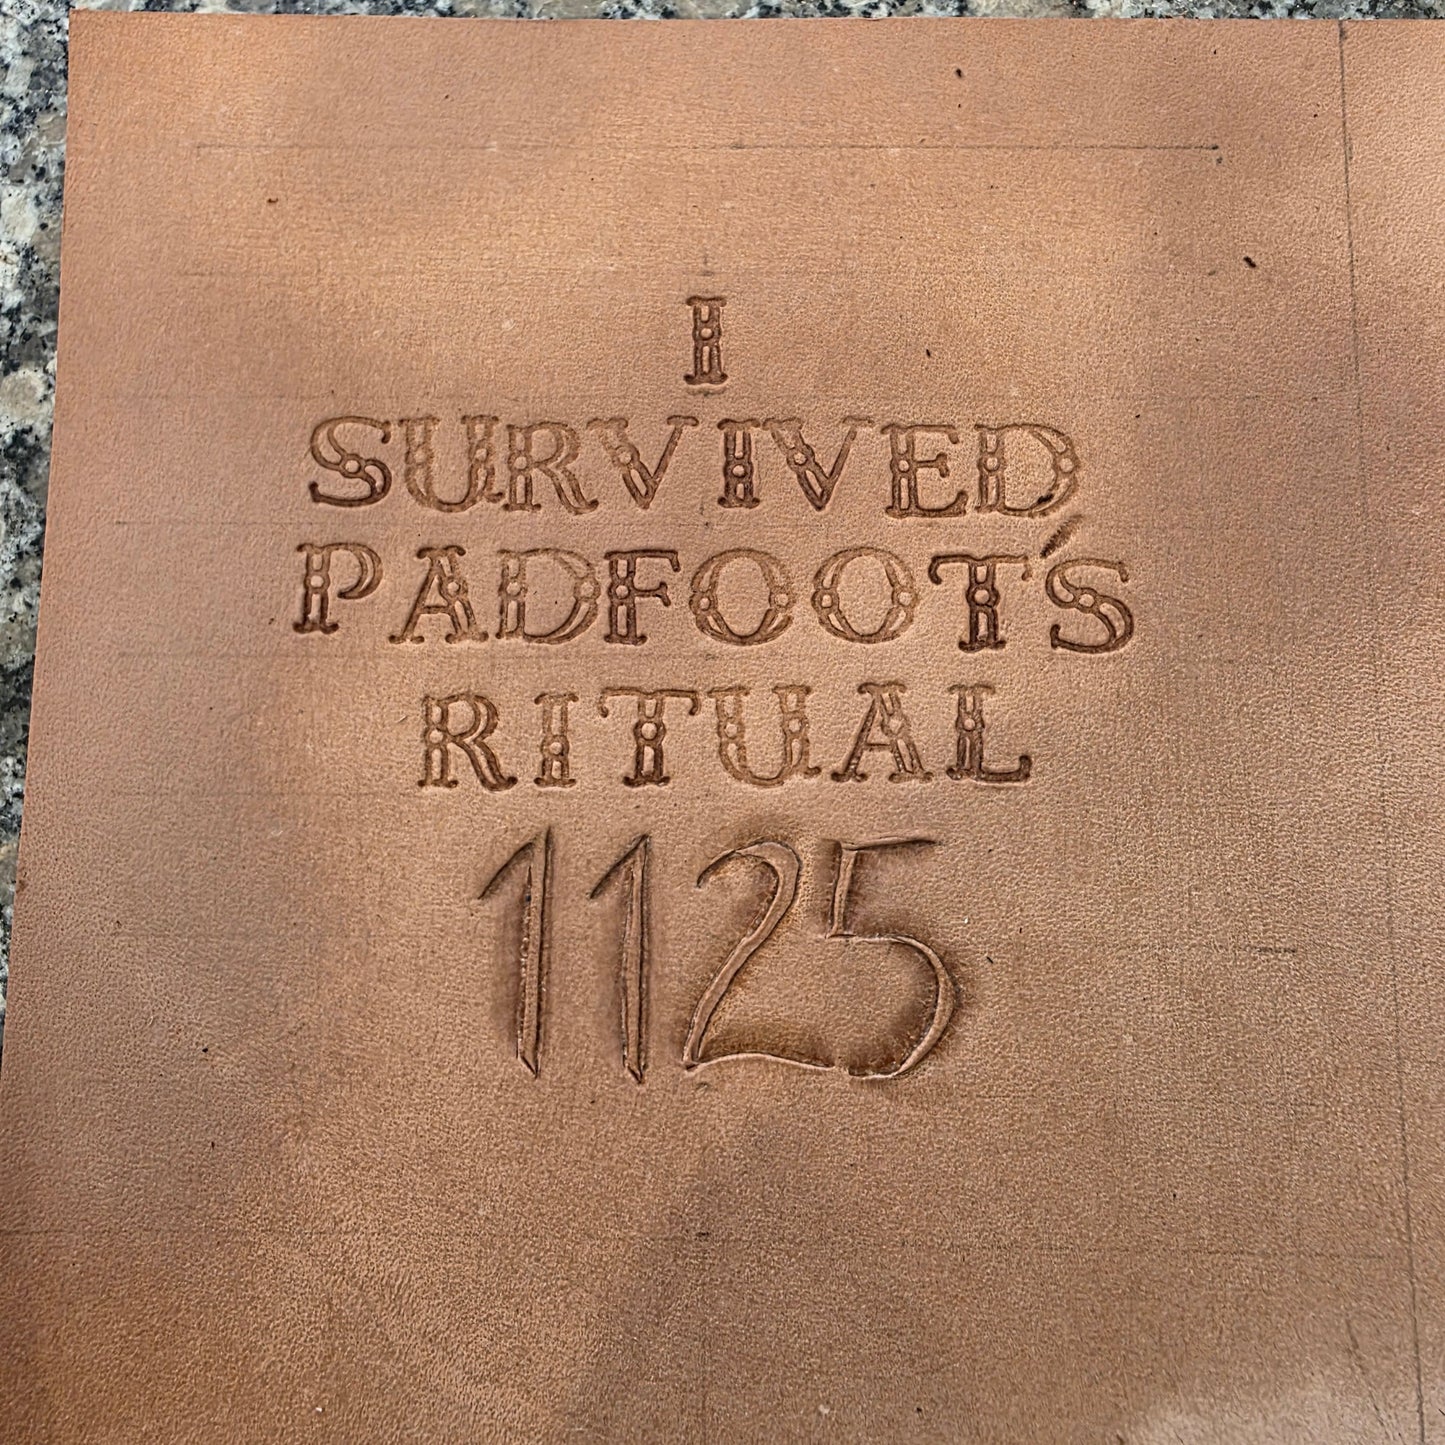 I
SURVIVED
PADFOOT'S
RITUAL
1125